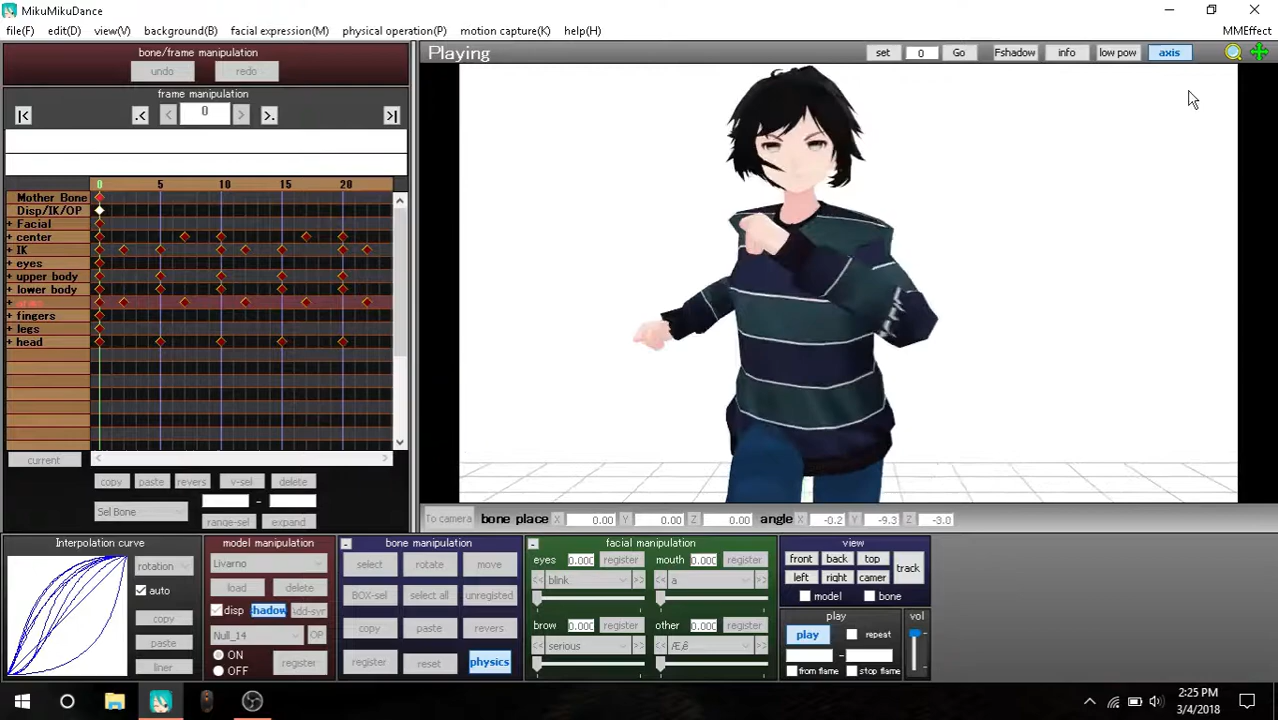 MikuMikuDance
file(F) edit(D) view(V) background(B) facial expression(M) physical operation(P) motion capture(K) help(H) MMEffect
bone/frame manipulation
undo redo
frame manipulation
|< .< < 0 > >. >|
0 5 10 15 20
Mother Bone
Disp/IK/OP
+ Facial
+ center
+ IK
+ eyes
+ upper body
+ lower body
+ fingers
+ legs
+ head
current
copy paste revers v-sel delete
Sel Bone -
range-sel expand
Playing set 0 Go Fshadow info low pow axis
To camera bone place X 0.00 Y 0.00 Z 0.00 angle X -0.2 Y -9.3 Z -3.0
Interpolation curve
rotation
auto
copy
paste
liner
model manipulation
Livarno
load delete
disp shadow Add-syn
Null_14 OP
ON
OFF
register
- bone manipulation
select rotate move
BOX-sel select all unregisted
copy paste revers
register reset physics
- facial manipulation
eyes 0.000 register mouth 0.000 register
<< blink >> << a >>
brow 0.000 register other 0.000 register
<< serious >> << >>
view
front back top
left right camer
track
model bone
play
play repeat
-
from flame stop flame
vol
2:25 PM
3/4/2018